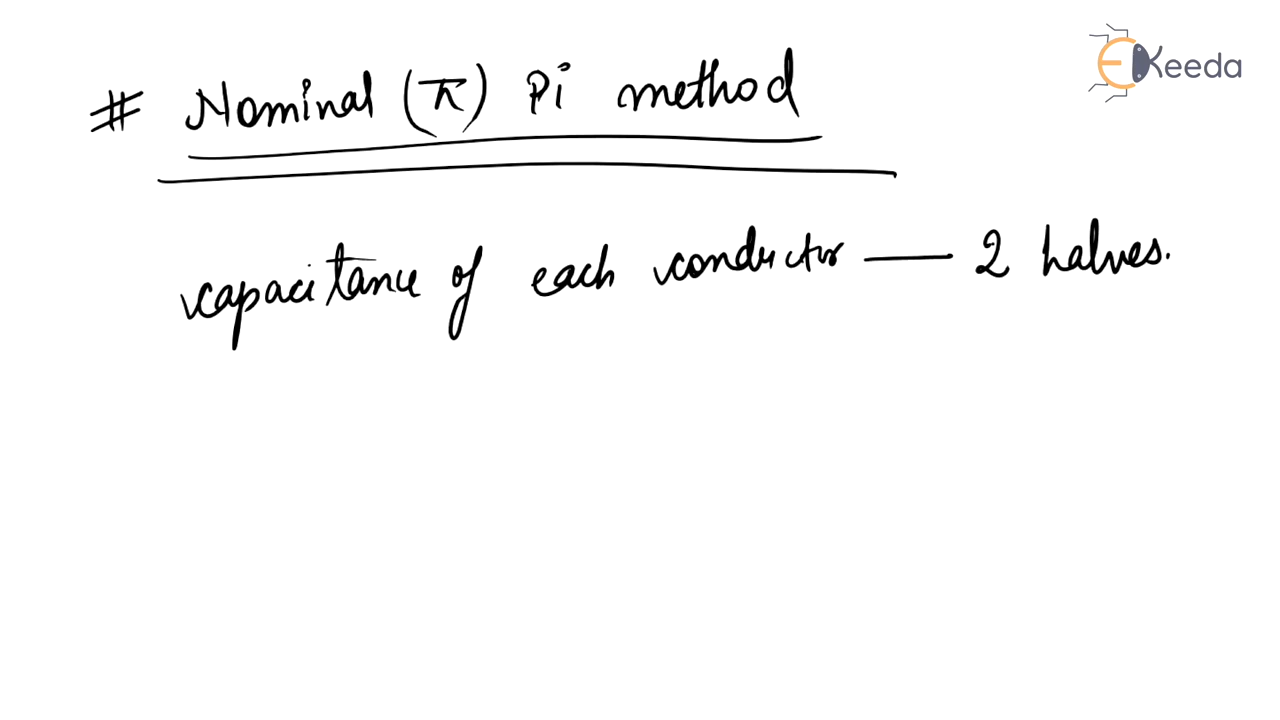 EKeeda
# Nominal (π) Pi method
capacitance of each conductor — 2 halves.